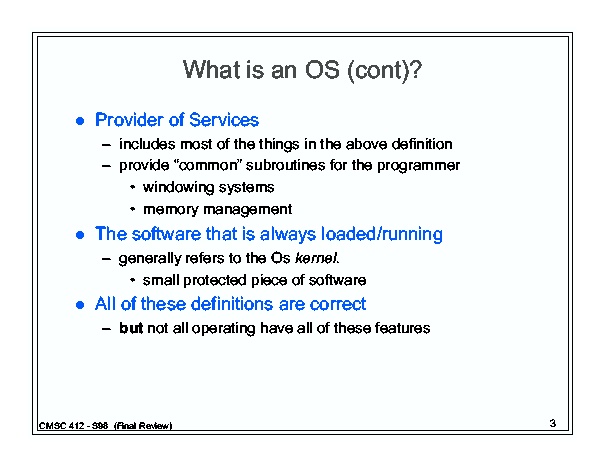 What is an OS (cont)?
● Provider of Services
– includes most of the things in the above definition
– provide “common” subroutines for the programmer
• windowing systems
• memory management
● The software that is always loaded/running
– generally refers to the Os kernel.
• small protected piece of software
● All of these definitions are correct
– but not all operating have all of these features
CMSC 412 - S98 (Final Review)
3